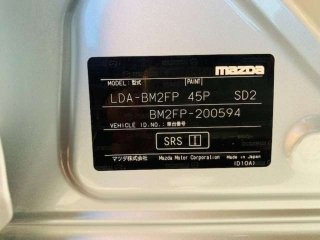 mazda
MODEL: 型式 PAINT
LDA-BM2FP 45P SD2
BM2FP-200594
VEHICLE ID.NO.: 車台番号
SRS
マツダ株式会社 Mazda Motor Corporation Made in Japan
(D10A)